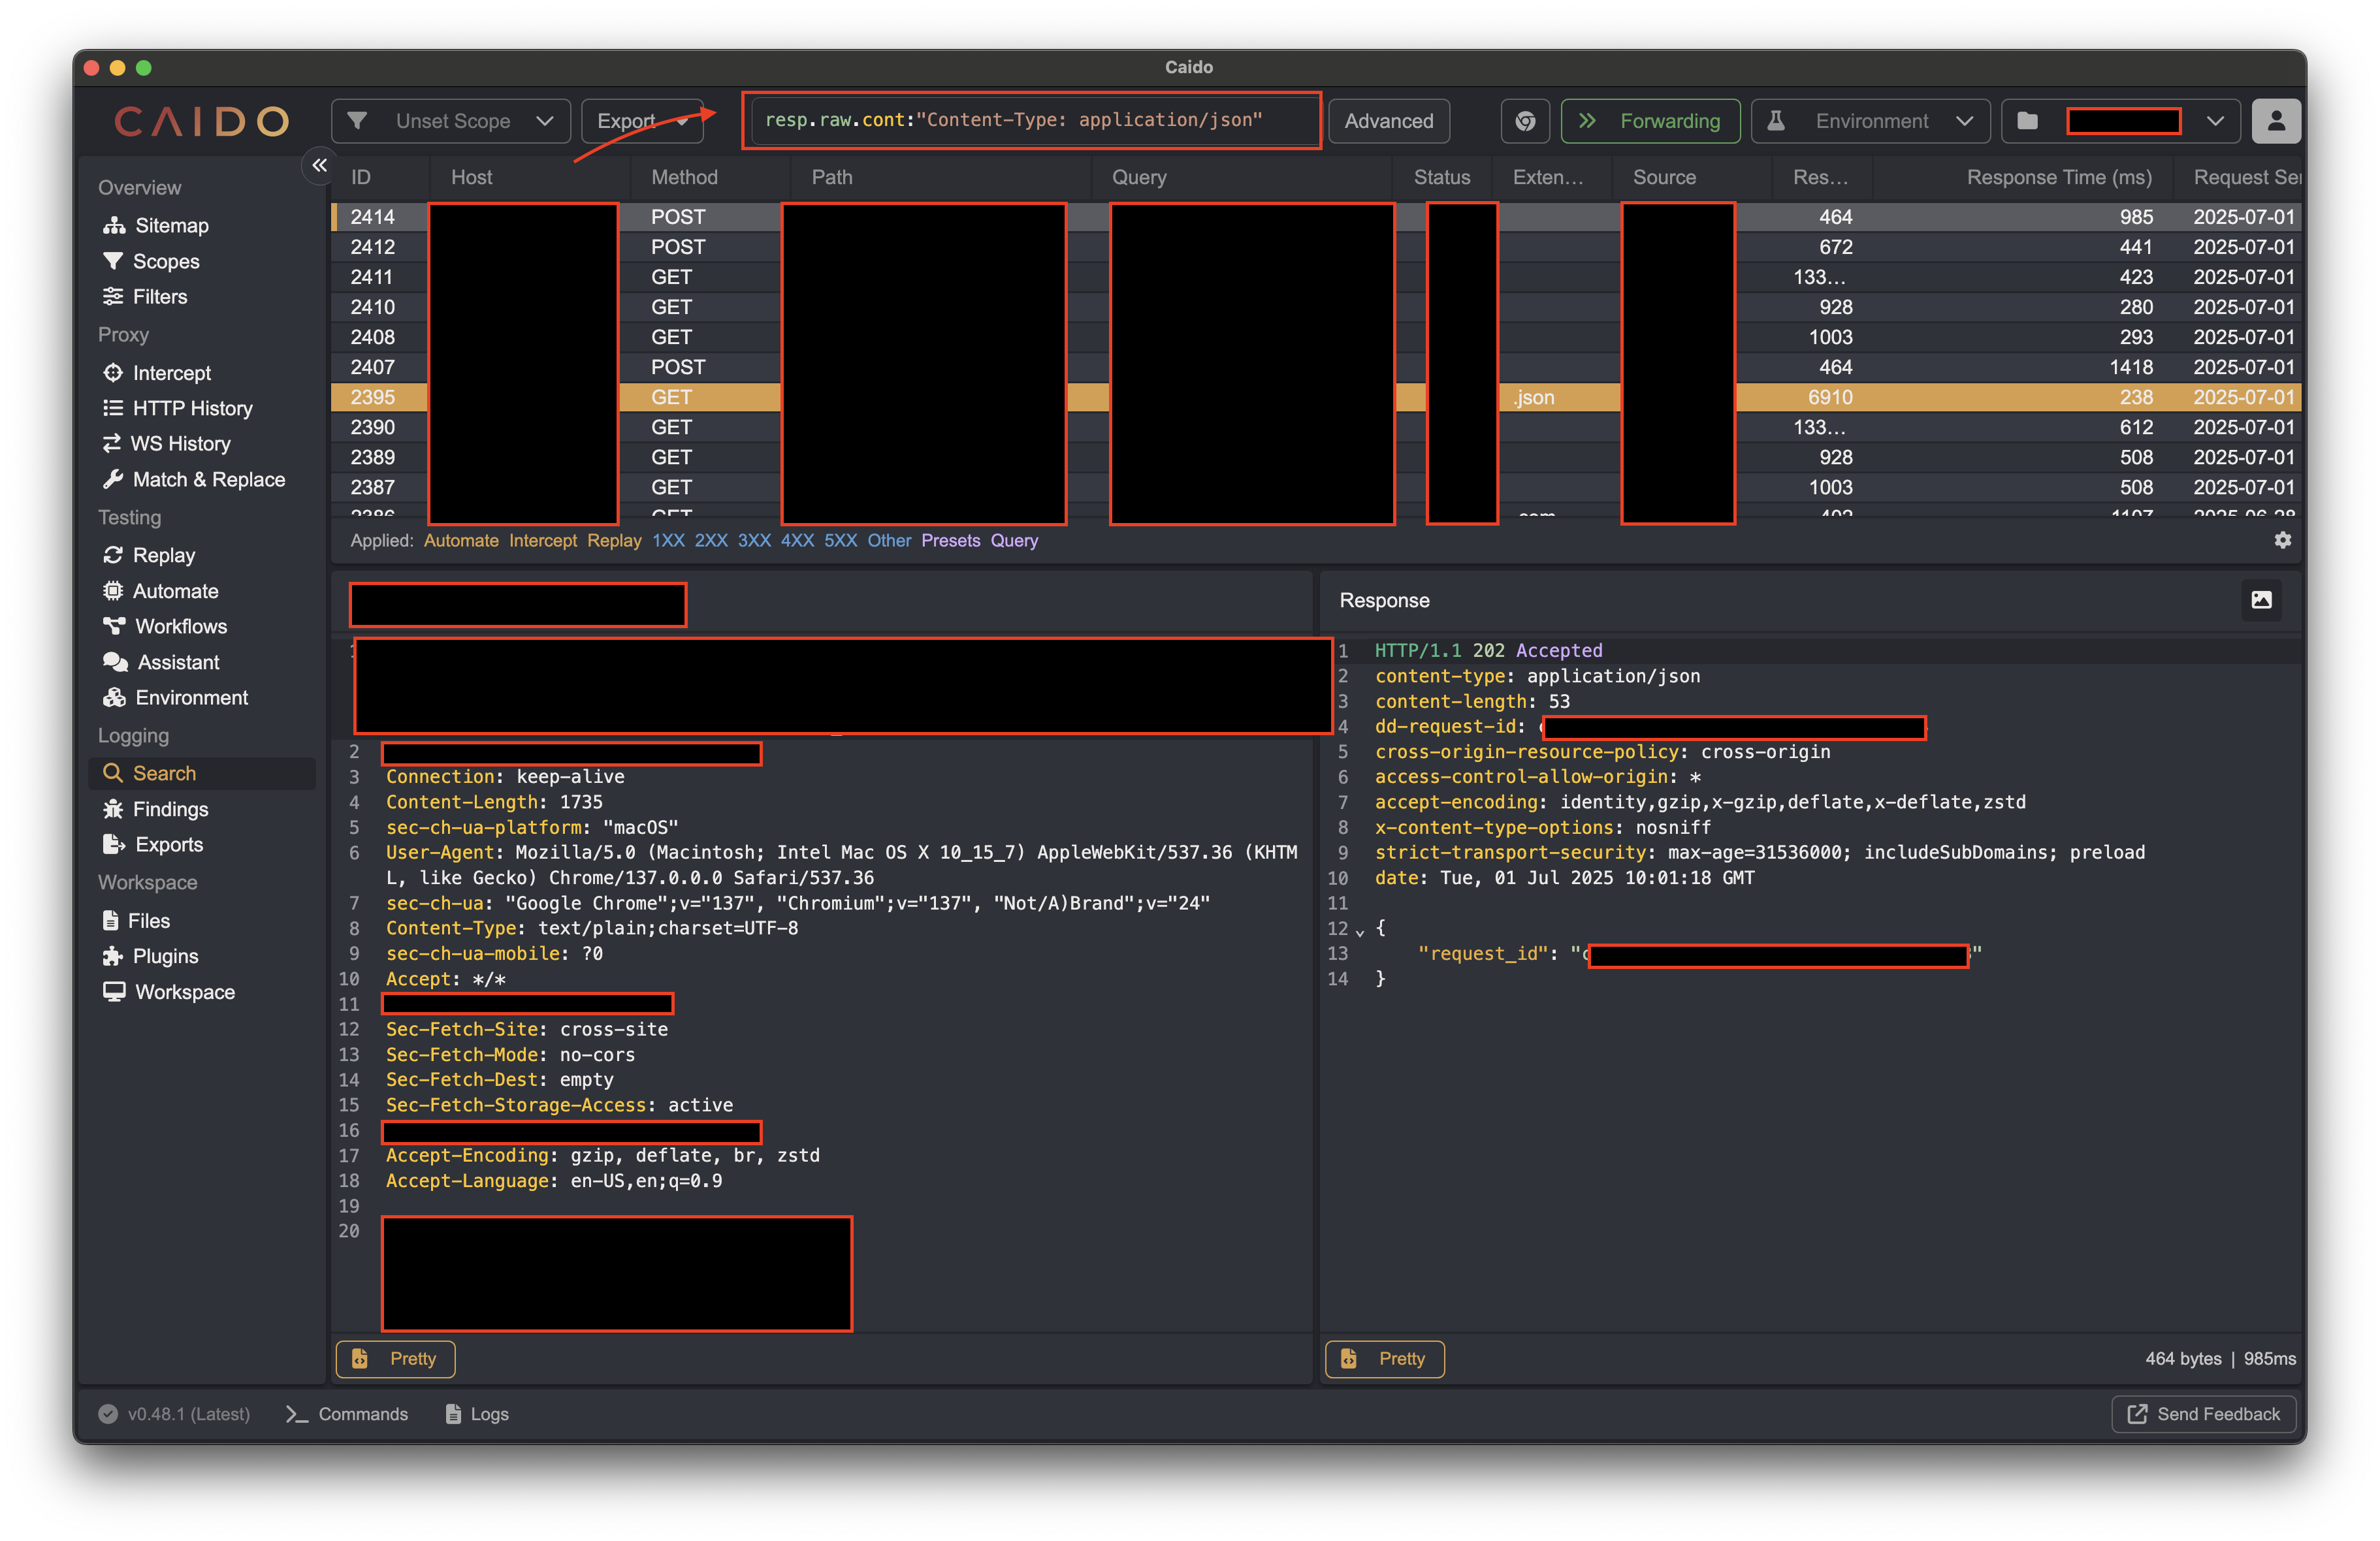 Caido
CAIDO
Unset Scope
Export
resp.raw.cont:"Content-Type: application/json"
Advanced
Forwarding
Environment
Overview
Sitemap
Scopes
Filters
Proxy
Intercept
HTTP History
WS History
Match & Replace
Testing
Replay
Automate
Workflows
Assistant
Environment
Logging
Search
Findings
Exports
Workspace
Files
Plugins
Workspace
ID Host Method Path Query Status Exten... Source Res... Response Time (ms) Request Ser
2414 POST 464 985 2025-07-01
2412 POST 672 441 2025-07-01
2411 GET 133... 423 2025-07-01
2410 GET 928 280 2025-07-01
2408 GET 1003 293 2025-07-01
2407 POST 464 1418 2025-07-01
2395 GET .json 6910 238 2025-07-01
2390 GET 133... 612 2025-07-01
2389 GET 928 508 2025-07-01
2387 GET 1003 508 2025-07-01
2386 GET .com 402 1107 2025-06-28
Applied: Automate Intercept Replay 1XX 2XX 3XX 4XX 5XX Other Presets Query
1
2
3 Connection: keep-alive
4 Content-Length: 1735
5 sec-ch-ua-platform: "macOS"
6 User-Agent: Mozilla/5.0 (Macintosh; Intel Mac OS X 10_15_7) AppleWebKit/537.36 (KHTM
L, like Gecko) Chrome/137.0.0.0 Safari/537.36
7 sec-ch-ua: "Google Chrome";v="137", "Chromium";v="137", "Not/A)Brand";v="24"
8 Content-Type: text/plain;charset=UTF-8
9 sec-ch-ua-mobile: ?0
10 Accept: */*
11
12 Sec-Fetch-Site: cross-site
13 Sec-Fetch-Mode: no-cors
14 Sec-Fetch-Dest: empty
15 Sec-Fetch-Storage-Access: active
16
17 Accept-Encoding: gzip, deflate, br, zstd
18 Accept-Language: en-US,en;q=0.9
19
20
Pretty
Response
1 HTTP/1.1 202 Accepted
2 content-type: application/json
3 content-length: 53
4 dd-request-id:
5 cross-origin-resource-policy: cross-origin
6 access-control-allow-origin: *
7 accept-encoding: identity,gzip,x-gzip,deflate,x-deflate,zstd
8 x-content-type-options: nosniff
9 strict-transport-security: max-age=31536000; includeSubDomains; preload
10 date: Tue, 01 Jul 2025 10:01:18 GMT
11
12 {
13 "request_id": " "
14 }
Pretty
464 bytes | 985ms
v0.48.1 (Latest)
Commands
Logs
Send Feedback